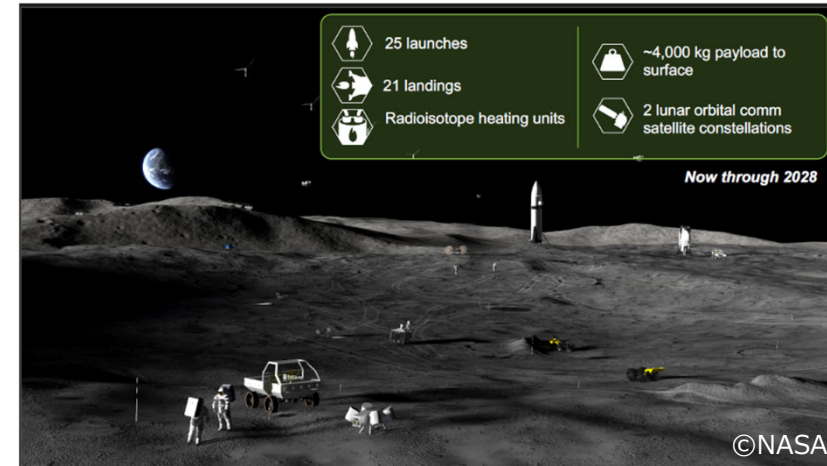 25 launches
21 landings
Radioisotope heating units
~4,000 kg payload to
surface
2 lunar orbital comm
satellite constellations
Now through 2028
©NASA